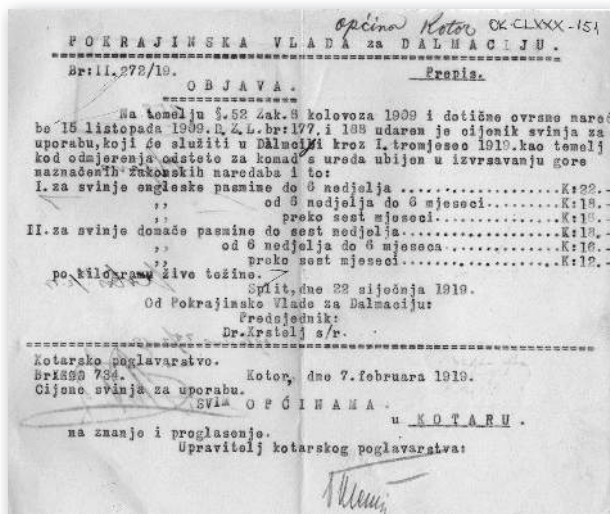 općina Kotor OK-CLXXX-151
POKRAJINSKA VLADA za DALMACIJU.
Br:II.272/19. Prepis.
OBJAVA.
Na temelju §.52 Zak.8 kolovoza 1909 i dotične ovrsne nared
be 15 listopada 1909.D.Z.L.br:177.i 188 udaren je cijenik svinja za
uporabu,koji će služiti u Dalmciji kroz I.tromjesec 1919.kao temelj
kod odmjerenja odstete za komad s ureda ubijen u izvrsavanju gore
naznačenih zakonskih naredaba i to:
I.za svinje engleske pasmine do 6 nedjelja ................K:22.-
,, od 6 nedjelja do 6 mjeseci.......K:18.-
,, preko sest mjeseci...........K:16.-
II.za svinje domaće pasmine do sest nedjelja...............K:18.-
,, od 6 nedjelja do 6 mjeseca........K:16.-
,, preko sest mjeseci..........K:12.-
po kilogramu žive težine.
Split,dne 22 siječnja 1919.
Od Pokrajinske Vlade za Dalmaciju:
Predsjednik:
Dr.Krstelj s/r.
Kotarsko poglavarstvo.
Br 734. Kotor, dne 7.februara 1919.
Cijene svinja za uporabu.
SVIM OPĆINAMA.
u KOTARU.
na znanje i proglasenje.
Upravitelj kotarskog poglavarstva: